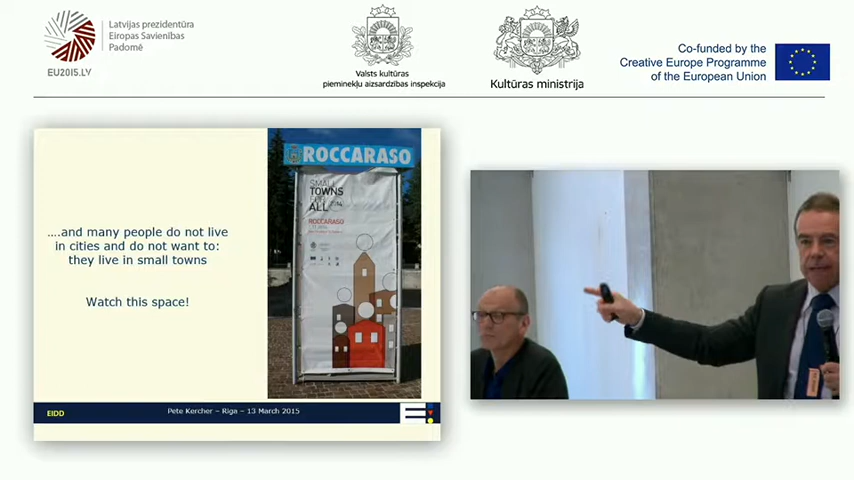 Latvijas prezidentūra
Eiropas Savienības
Padomē
EU2015.LV
Valsts kultūras
pieminekļu aizsardzības inspekcija
Kultūras ministrija
Co-funded by the
Creative Europe Programme
of the European Union
....and many people do not live
in cities and do not want to:
they live in small towns
Watch this space!
ROCCARASO
SMALL
TOWNS
FOR
ALL 2014
ROCCARASO
EIDD
Pete Kercher – Riga – 13 March 2015